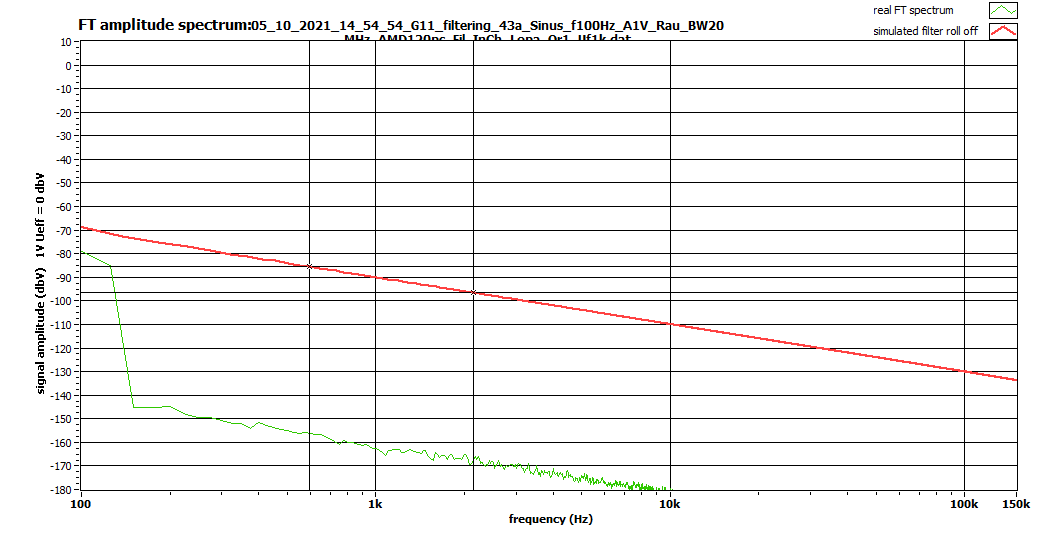 real FT spectrum
FT amplitude spectrum:05_10_2021_14_54_54_G11_filtering_43a_Sinus_f100Hz_A1V_Rau_BW20
simulated filter roll off
10
0
-10
-20
-30
-40
-50
-60
-70
-80
-90
-100
-110
-120
-130
-140
-150
-160
-170
-180
signal amplitude (dbV) 1V Ueff = 0 dbV
100
1k
10k
100k
150k
frequency (Hz)